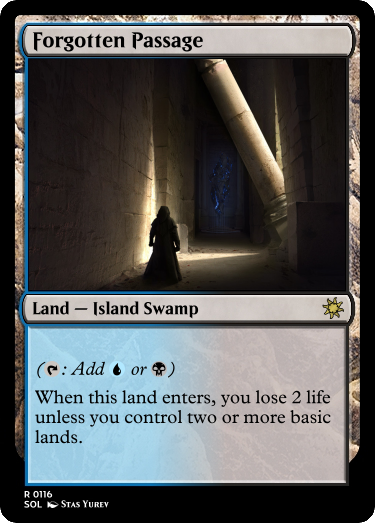 Forgotten Passage
Land — Island Swamp
(: Add or )
When this land enters, you lose 2 life
unless you control two or more basic
lands.
R 0116
SOL Stas Yurev